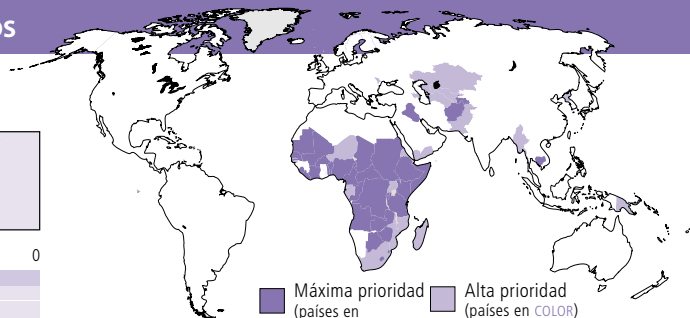 os
0
Máxima prioridad
(países en
Alta prioridad
(países en COLOR)